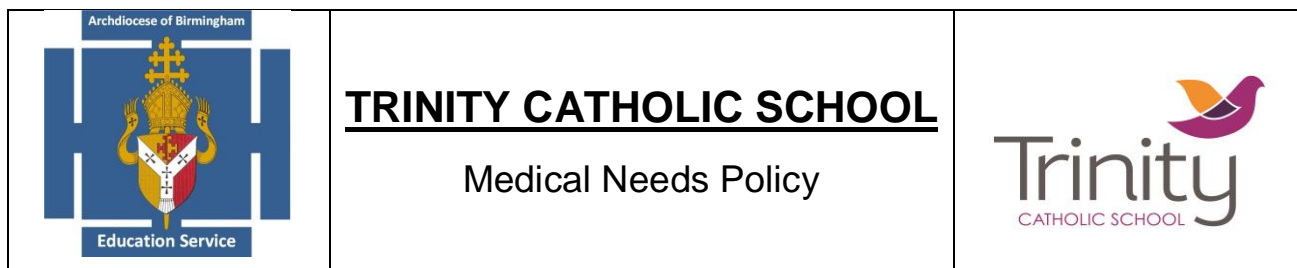 Archdiocese of Birmingham
Education Service
TRINITY CATHOLIC SCHOOL
Medical Needs Policy
Trinity
CATHOLIC SCHOOL